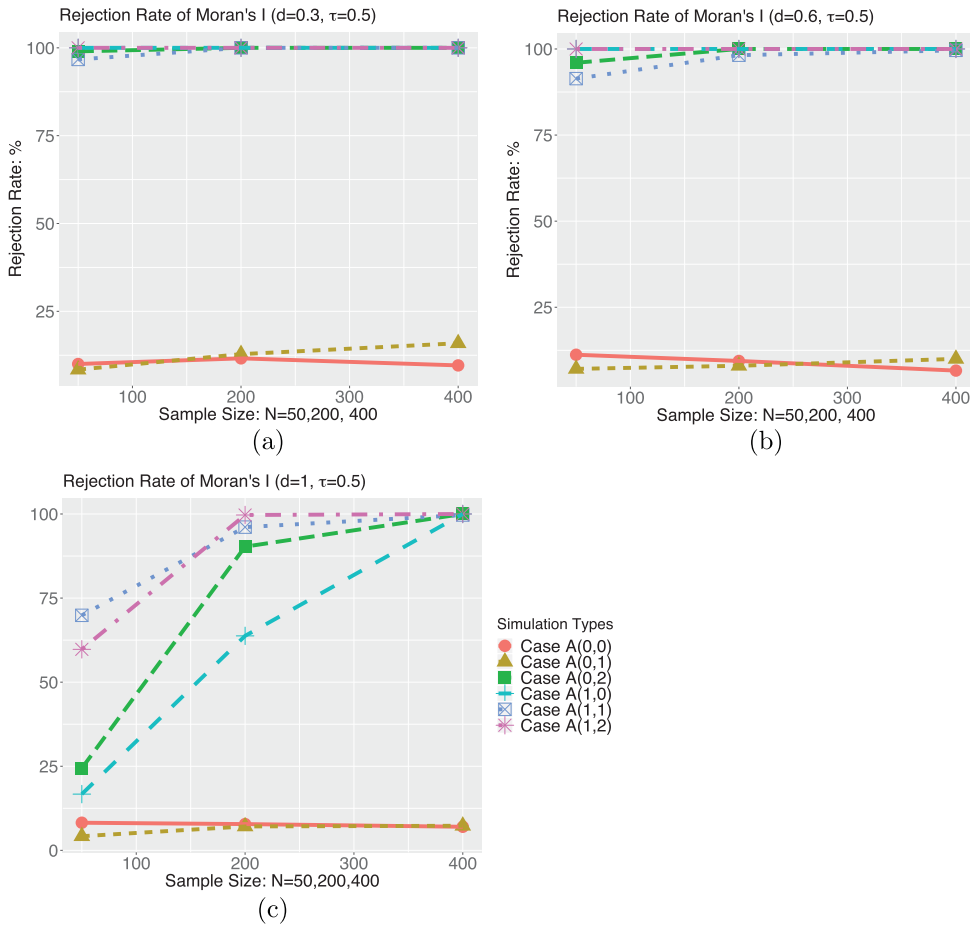 Rejection Rate of Moran's I (d=0.3, τ=0.5)
Rejection Rate: %
100
75
50
25
100
200
300
400
Sample Size: N=50,200, 400
(a)
Rejection Rate of Moran's I (d=0.6, τ=0.5)
Rejection Rate: %
100
75
50
25
100
200
300
400
Sample Size: N=50,200, 400
(b)
Rejection Rate of Moran's I (d=1, τ=0.5)
100
75
50
25
0
100
200
300
400
Sample Size: N=50,200,400
(c)
Simulation Types
Case A(0,0)
Case A(0,1)
Case A(0,2)
Case A(1,0)
Case A(1,1)
Case A(1,2)